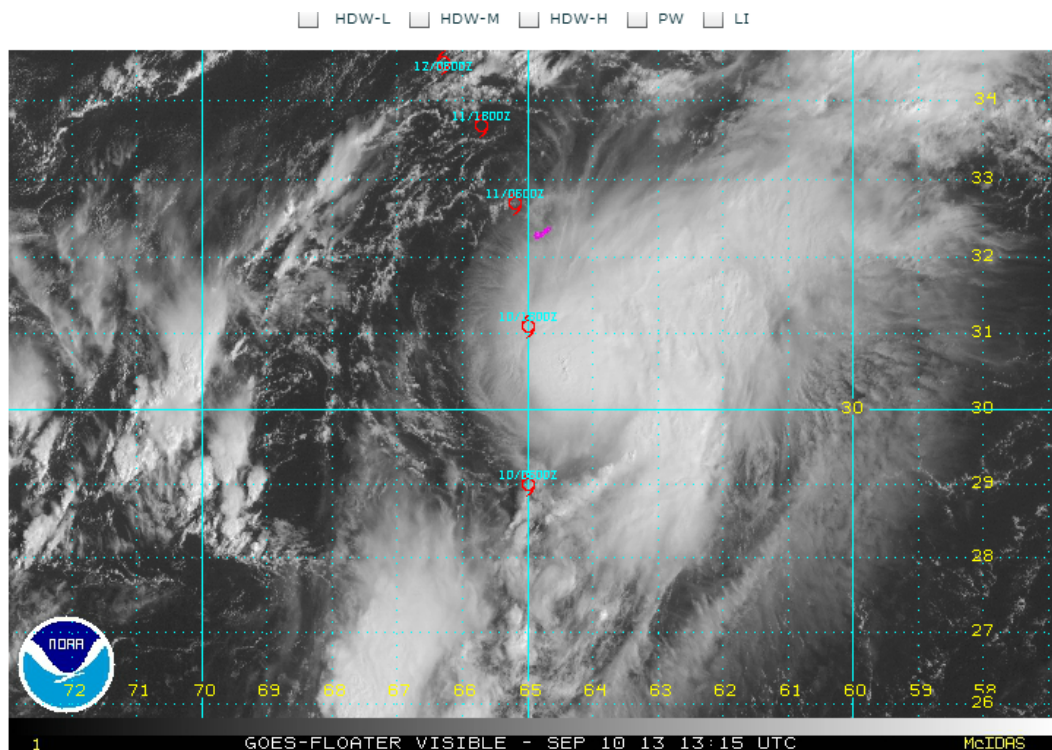 HDW-L HDW-M HDW-H PW LI
12/0600Z
34
11/1800Z
33
11/0600Z
32
10/1800Z
31
30 30
10/0600Z
29
28
27
NOAA
72 71 70 69 68 67 66 65 64 63 62 61 60 59 58
26
1 GOES-FLOATER VISIBLE - SEP 10 13 13:15 UTC McIDAS